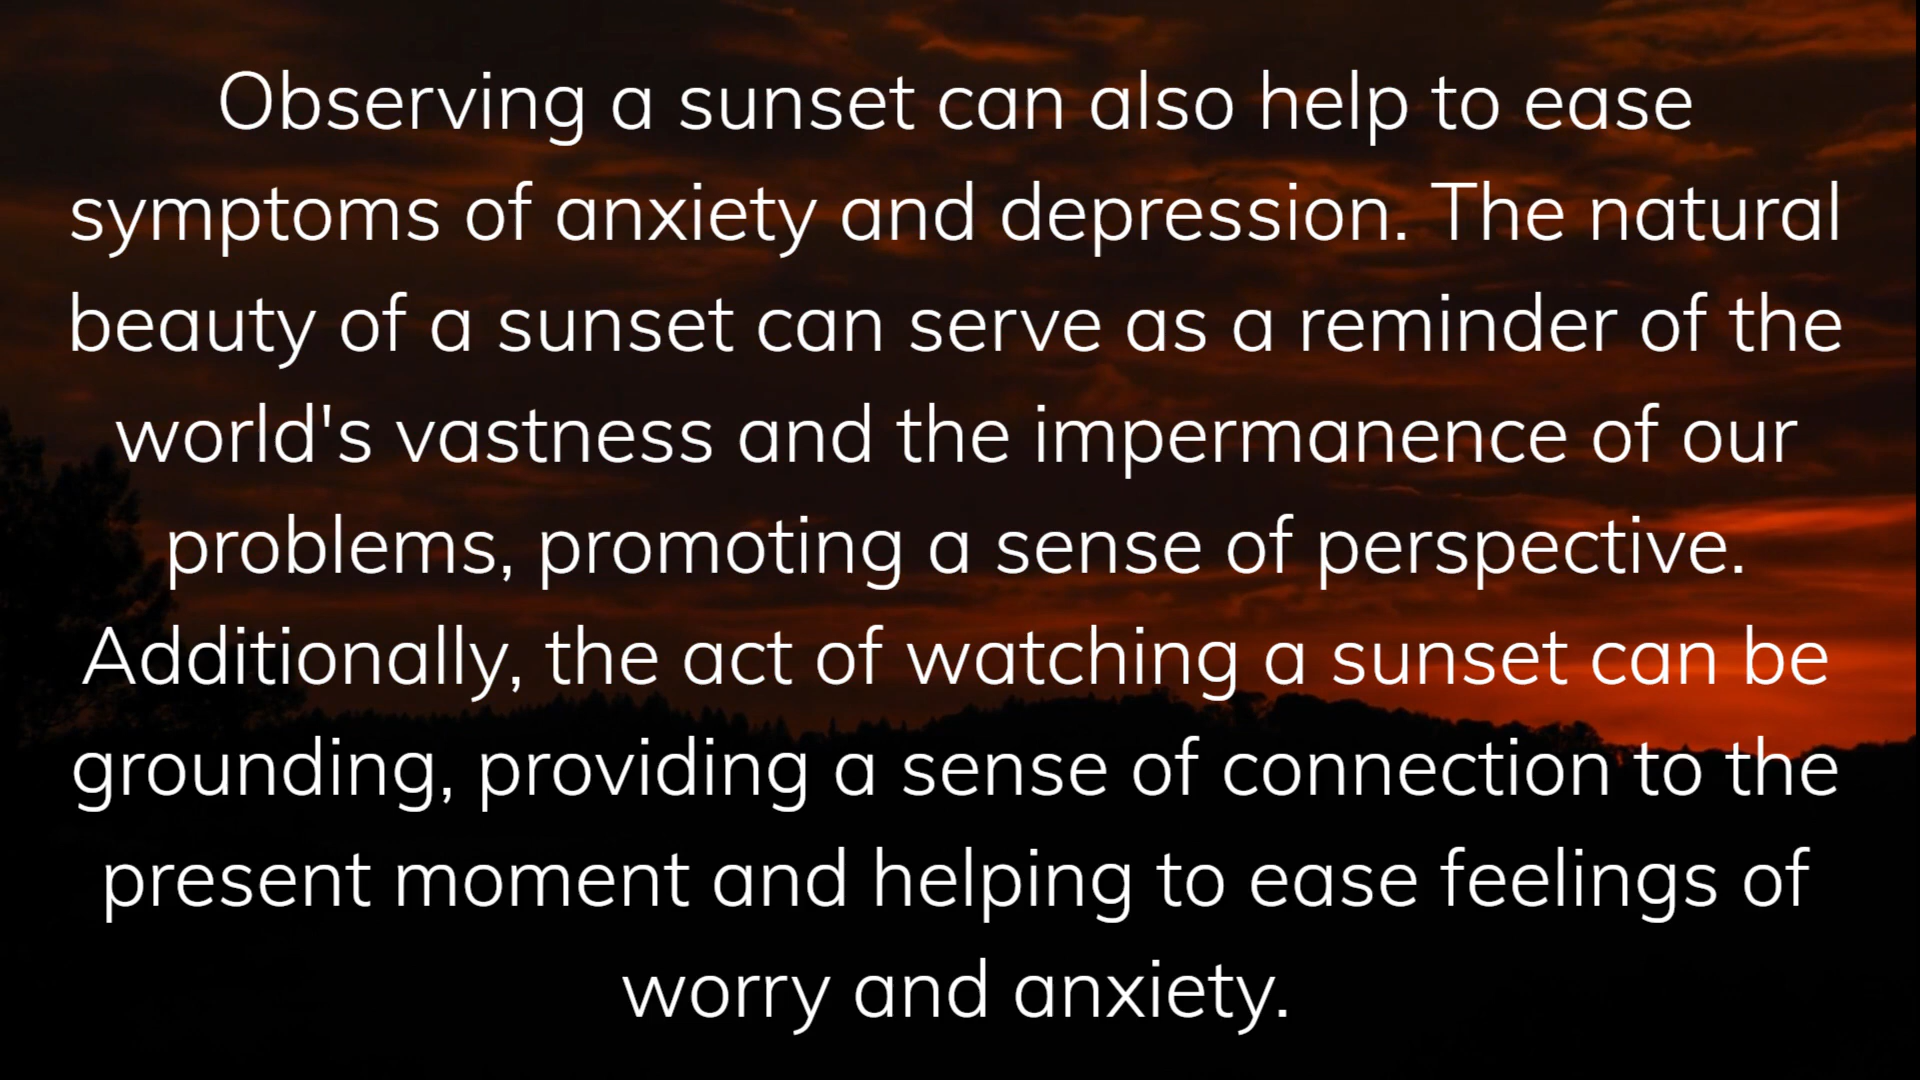 Observing a sunset can also help to ease
symptoms of anxiety and depression. The natural
beauty of a sunset can serve as a reminder of the
world's vastness and the impermanence of our
problems, promoting a sense of perspective.
Additionally, the act of watching a sunset can be
grounding, providing a sense of connection to the
present moment and helping to ease feelings of
worry and anxiety.